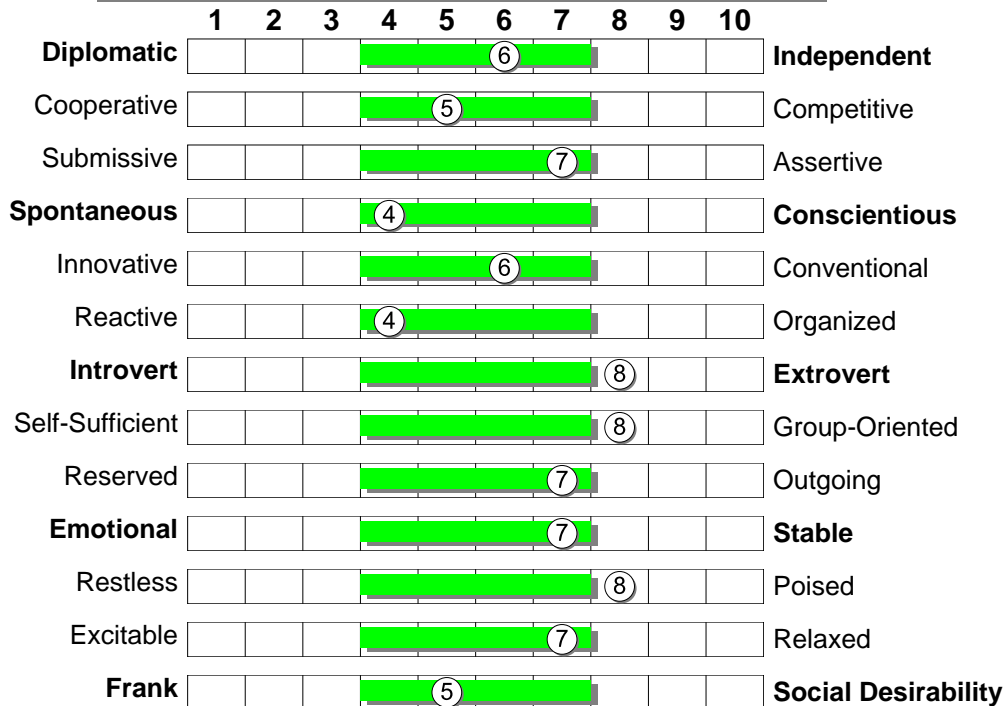 1 2 3 4 5 6 7 8 9 10
Diplomatic 6 Independent
Cooperative 5 Competitive
Submissive 7 Assertive
Spontaneous 4 Conscientious
Innovative 6 Conventional
Reactive 4 Organized
Introvert 8 Extrovert
Self-Sufficient 8 Group-Oriented
Reserved 7 Outgoing
Emotional 7 Stable
Restless 8 Poised
Excitable 7 Relaxed
Frank 5 Social Desirability